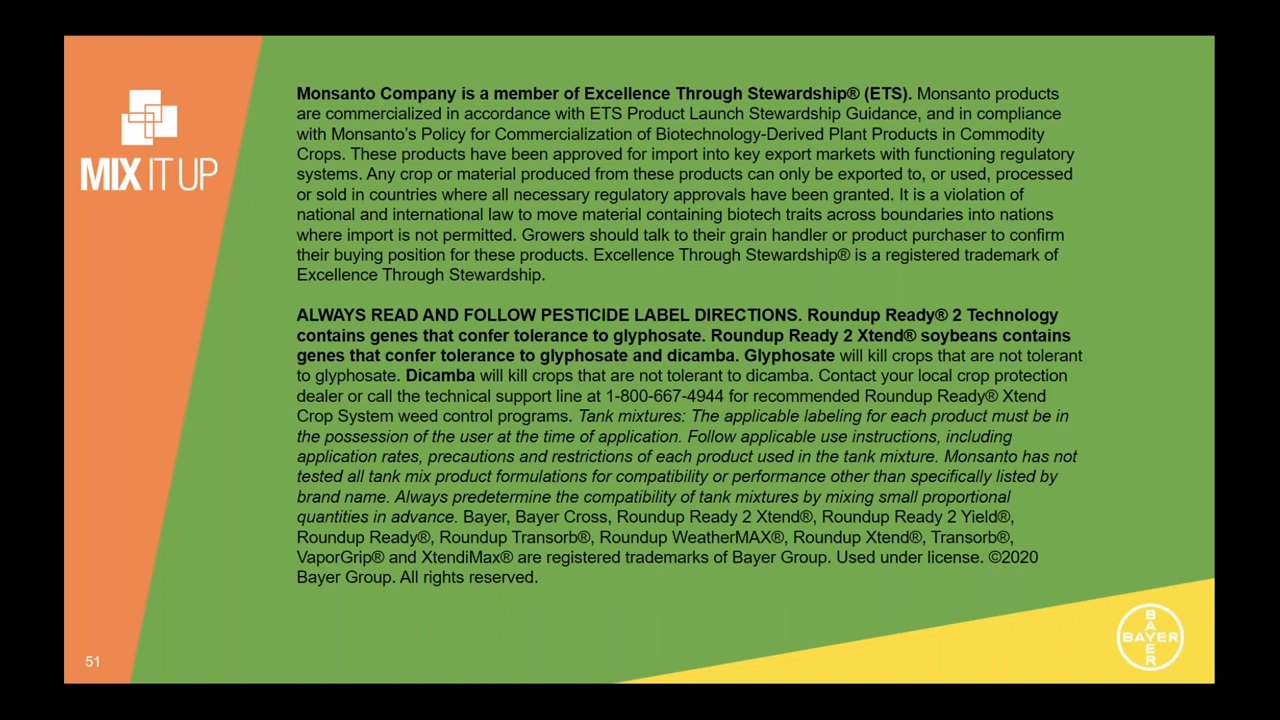 MIX IT UP
Monsanto Company is a member of Excellence Through Stewardship® (ETS). Monsanto products
are commercialized in accordance with ETS Product Launch Stewardship Guidance, and in compliance
with Monsanto's Policy for Commercialization of Biotechnology-Derived Plant Products in Commodity
Crops. These products have been approved for import into key export markets with functioning regulatory
systems. Any crop or material produced from these products can only be exported to, or used, processed
or sold in countries where all necessary regulatory approvals have been granted. It is a violation of
national and international law to move material containing biotech traits across boundaries into nations
where import is not permitted. Growers should talk to their grain handler or product purchaser to confirm
their buying position for these products. Excellence Through Stewardship® is a registered trademark of
Excellence Through Stewardship.
ALWAYS READ AND FOLLOW PESTICIDE LABEL DIRECTIONS. Roundup Ready® 2 Technology
contains genes that confer tolerance to glyphosate. Roundup Ready 2 Xtend® soybeans contains
genes that confer tolerance to glyphosate and dicamba. Glyphosate will kill crops that are not tolerant
to glyphosate. Dicamba will kill crops that are not tolerant to dicamba. Contact your local crop protection
dealer or call the technical support line at 1-800-667-4944 for recommended Roundup Ready® Xtend
Crop System weed control programs. Tank mixtures: The applicable labeling for each product must be in
the possession of the user at the time of application. Follow applicable use instructions, including
application rates, precautions and restrictions of each product used in the tank mixture. Monsanto has not
tested all tank mix product formulations for compatibility or performance other than specifically listed by
brand name. Always predetermine the compatibility of tank mixtures by mixing small proportional
quantities in advance. Bayer, Bayer Cross, Roundup Ready 2 Xtend®, Roundup Ready 2 Yield®,
Roundup Ready®, Roundup Transorb®, Roundup WeatherMAX®, Roundup Xtend®, Transorb®,
VaporGrip® and XtendiMax® are registered trademarks of Bayer Group. Used under license. ©2020
Bayer Group. All rights reserved.
51
BAYER
BAYER